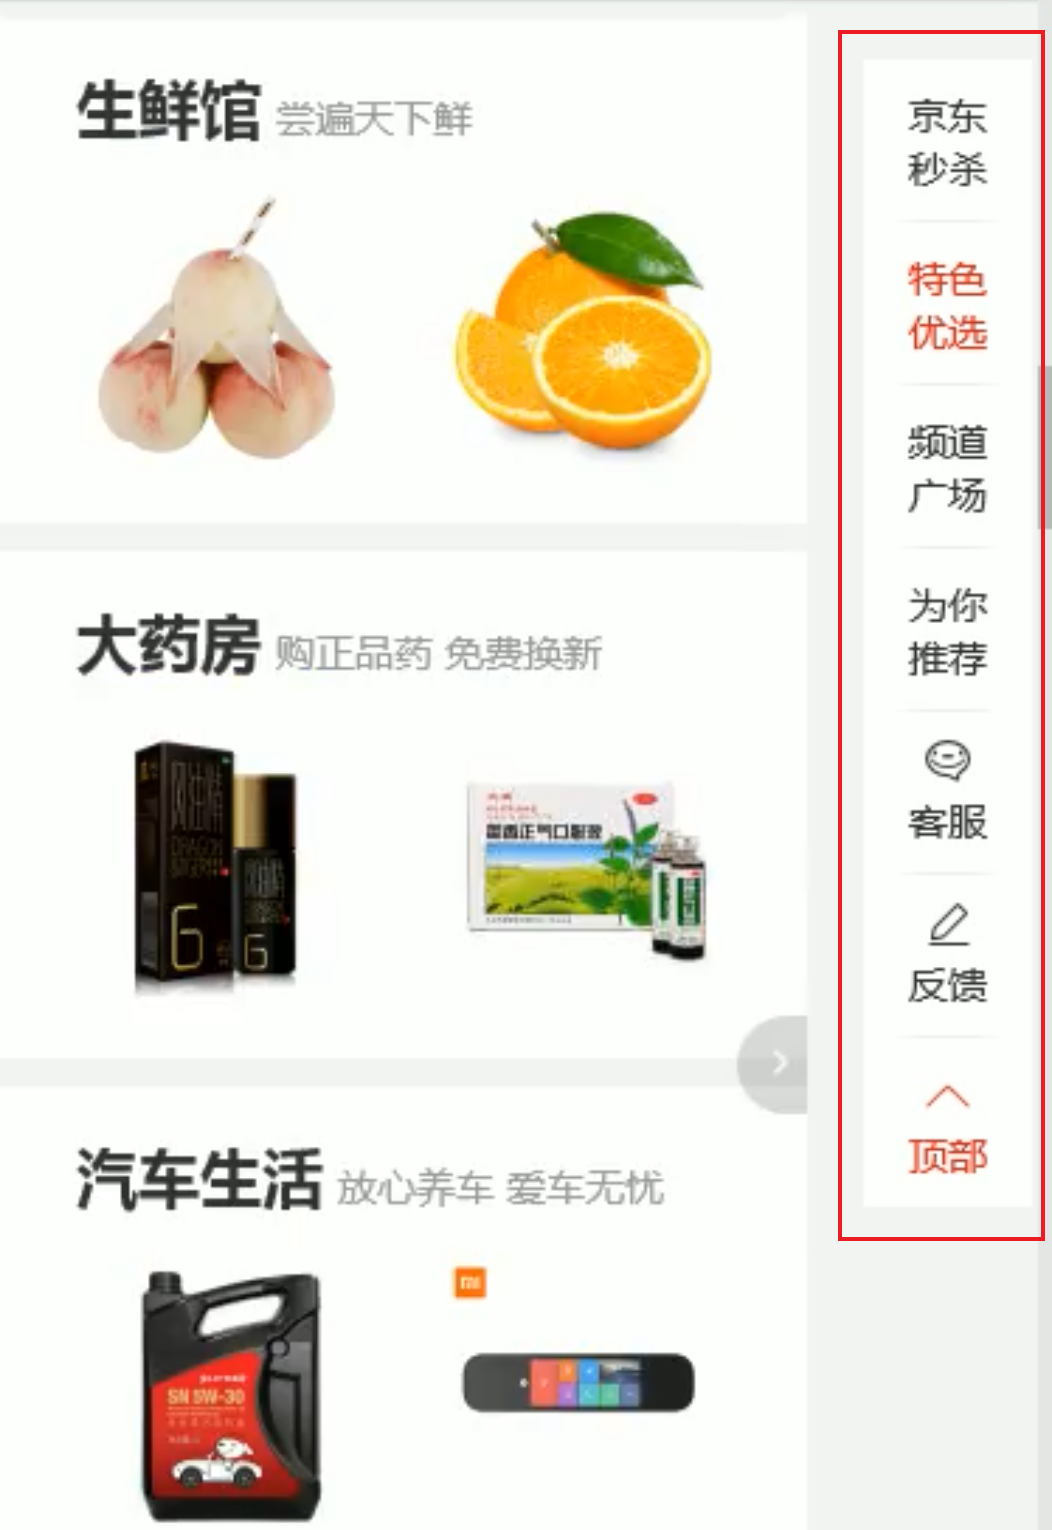 生鲜馆 尝遍天下鲜
大药房 购正品药 免费换新
6
6
藿香正气口服液
汽车生活 放心养车 爱车无忧
SN 5W-30
mi
京东
秒杀
特色
优选
频道
广场
为你
推荐
客服
反馈
顶部